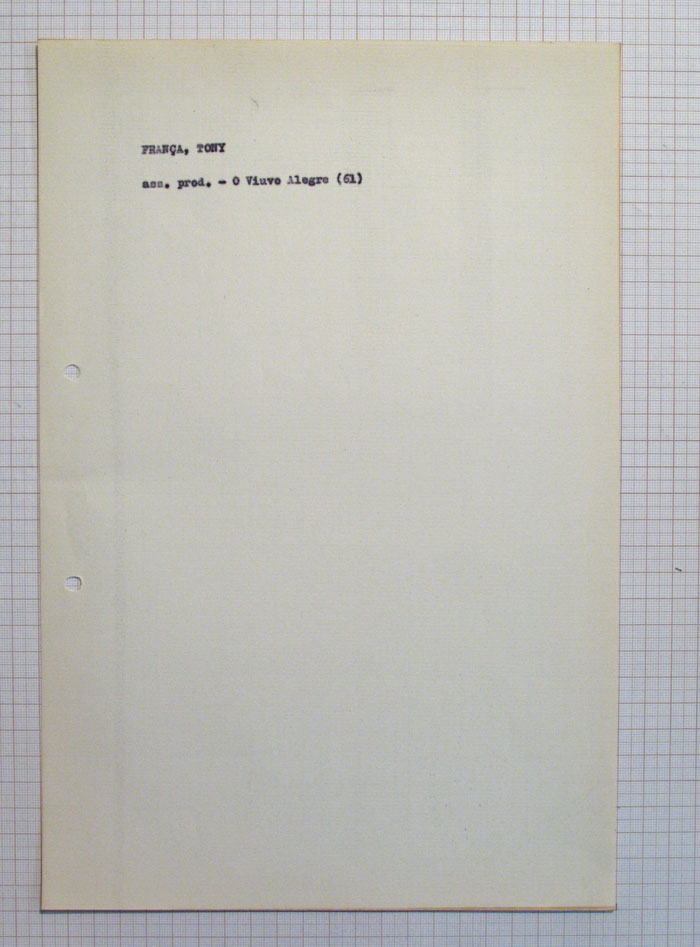 FRANÇA, TONY
ass. prod. - O Viuvo Alegre (61)